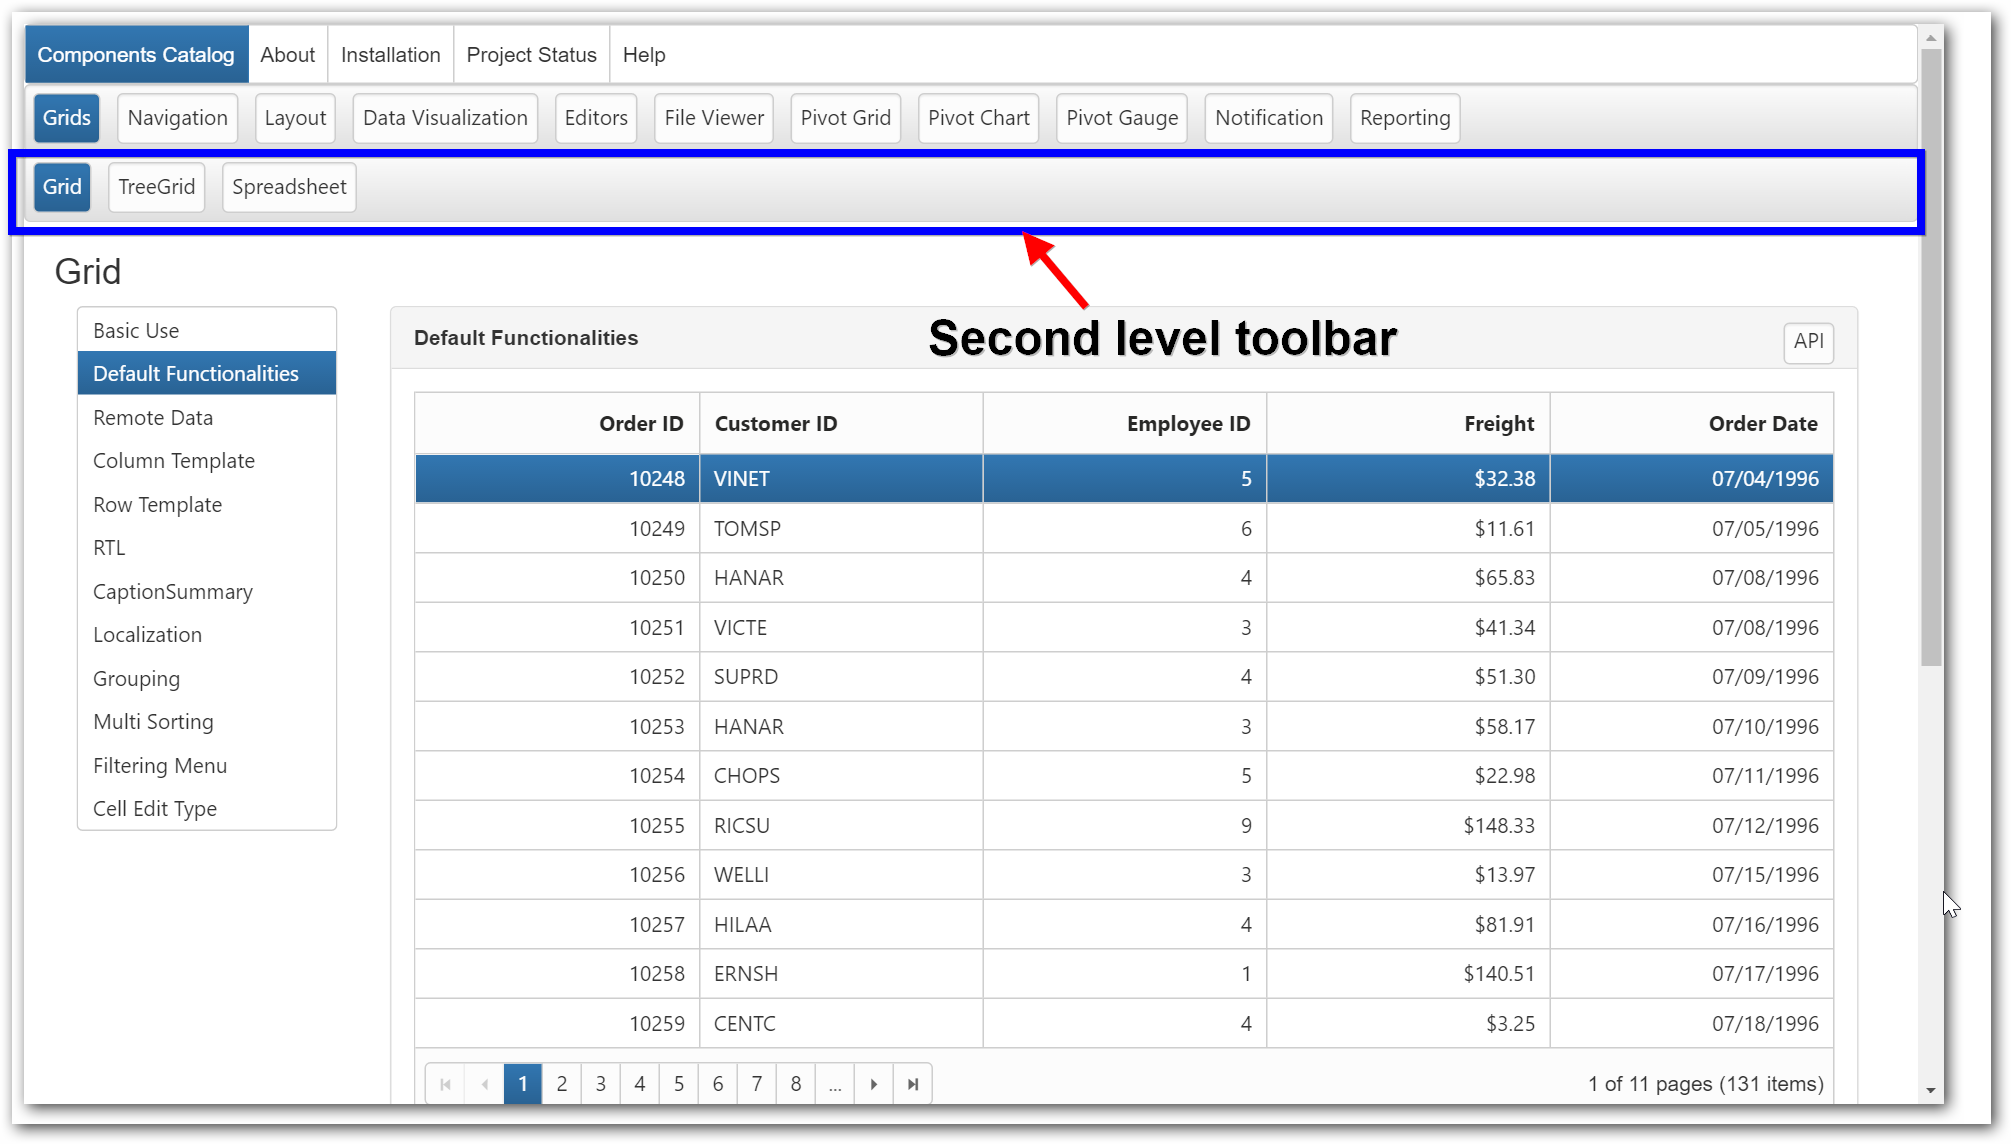 Components Catalog About Installation Project Status Help
Grids Navigation Layout Data Visualization Editors File Viewer Pivot Grid Pivot Chart Pivot Gauge Notification Reporting
Grid TreeGrid Spreadsheet
Grid
Basic Use
Default Functionalities
Remote Data
Column Template
Row Template
RTL
CaptionSummary
Localization
Grouping
Multi Sorting
Filtering Menu
Cell Edit Type
Default Functionalities
Second level toolbar
API
Order ID Customer ID Employee ID Freight Order Date
10248 VINET 5 $32.38 07/04/1996
10249 TOMSP 6 $11.61 07/05/1996
10250 HANAR 4 $65.83 07/08/1996
10251 VICTE 3 $41.34 07/08/1996
10252 SUPRD 4 $51.30 07/09/1996
10253 HANAR 3 $58.17 07/10/1996
10254 CHOPS 5 $22.98 07/11/1996
10255 RICSU 9 $148.33 07/12/1996
10256 WELLI 3 $13.97 07/15/1996
10257 HILAA 4 $81.91 07/16/1996
10258 ERNSH 1 $140.51 07/17/1996
10259 CENTC 4 $3.25 07/18/1996
1 2 3 4 5 6 7 8 ... 1 of 11 pages (131 items)